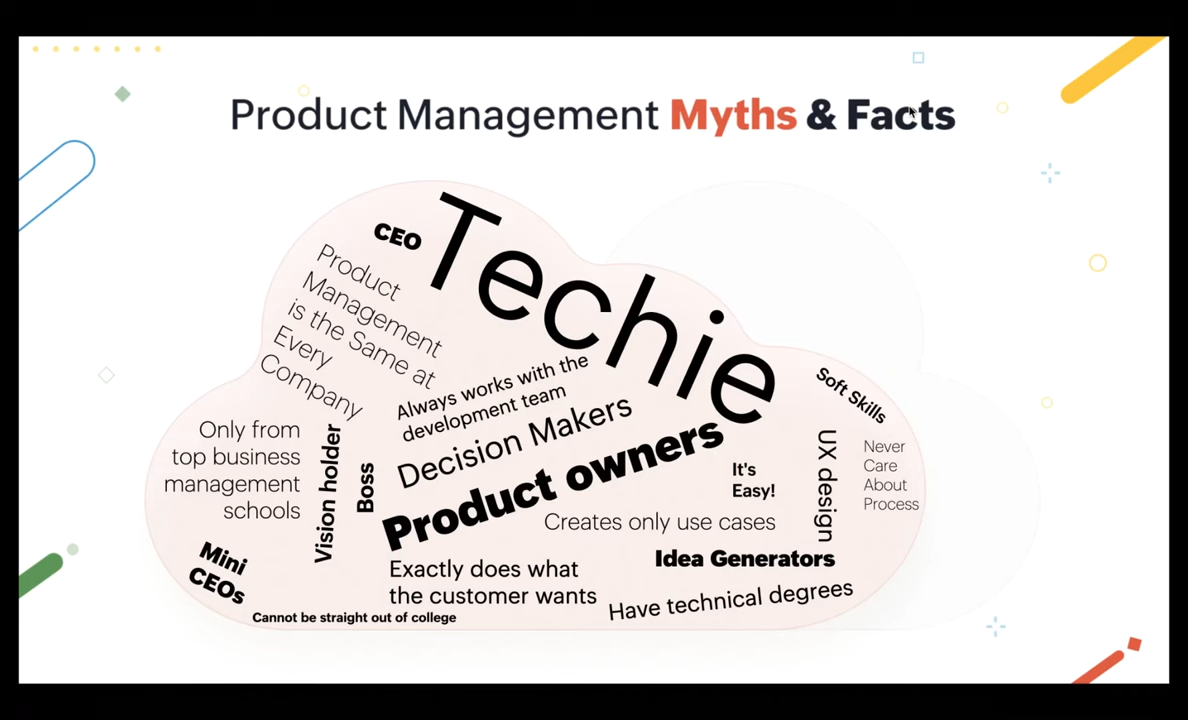 Product Management Myths & Facts
CEO
Techie
Product
Management
is the Same at
Every
Company
Always works with the
development team
Decision Makers
Product owners
Soft Skills
Only from
top business
management
schools
Vision holder
Boss
It's
Easy!
UX design
Never
Care
About
Process
Creates only use cases
Idea Generators
Mini
CEOs
Exactly does what
the customer wants
Have technical degrees
Cannot be straight out of college